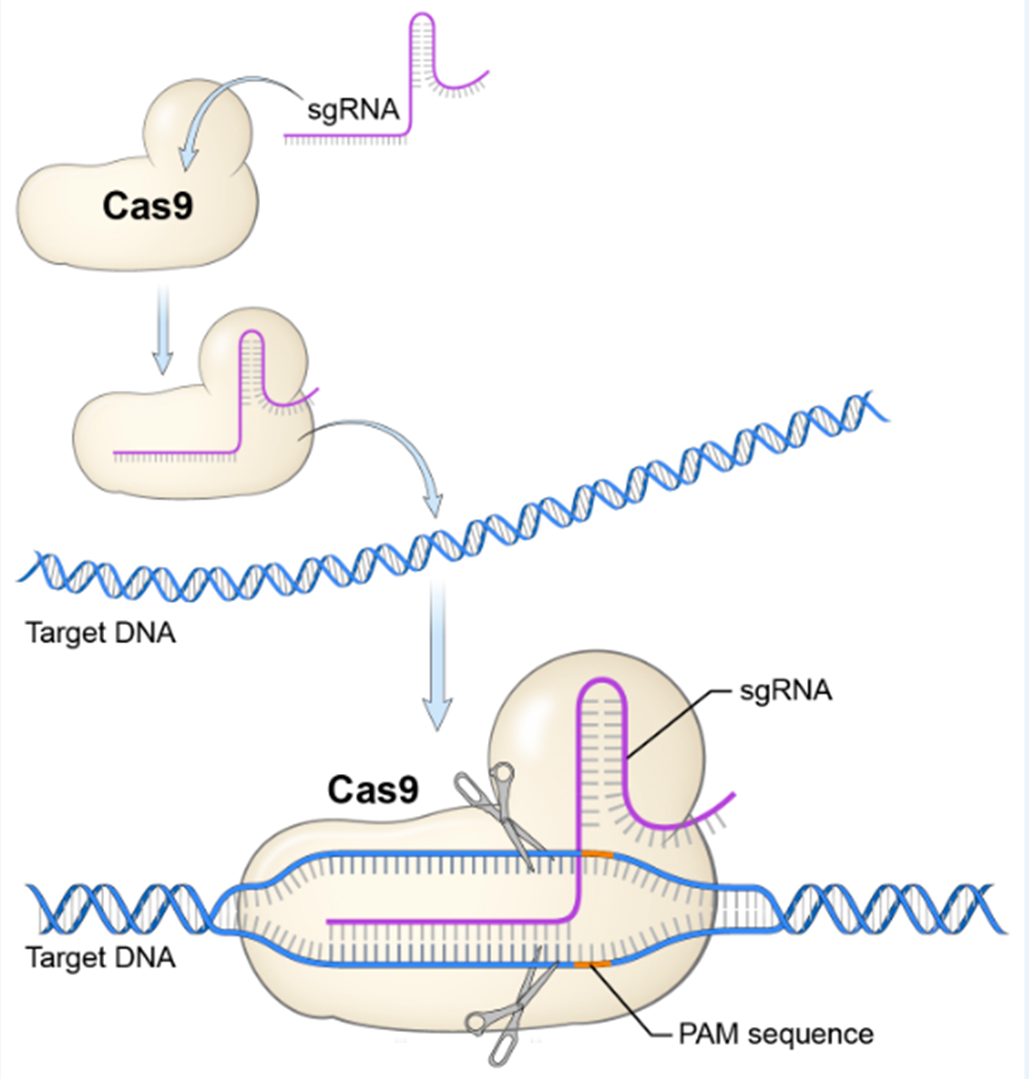 sgRNA
Cas9
Target DNA
sgRNA
Cas9
Target DNA
PAM sequence